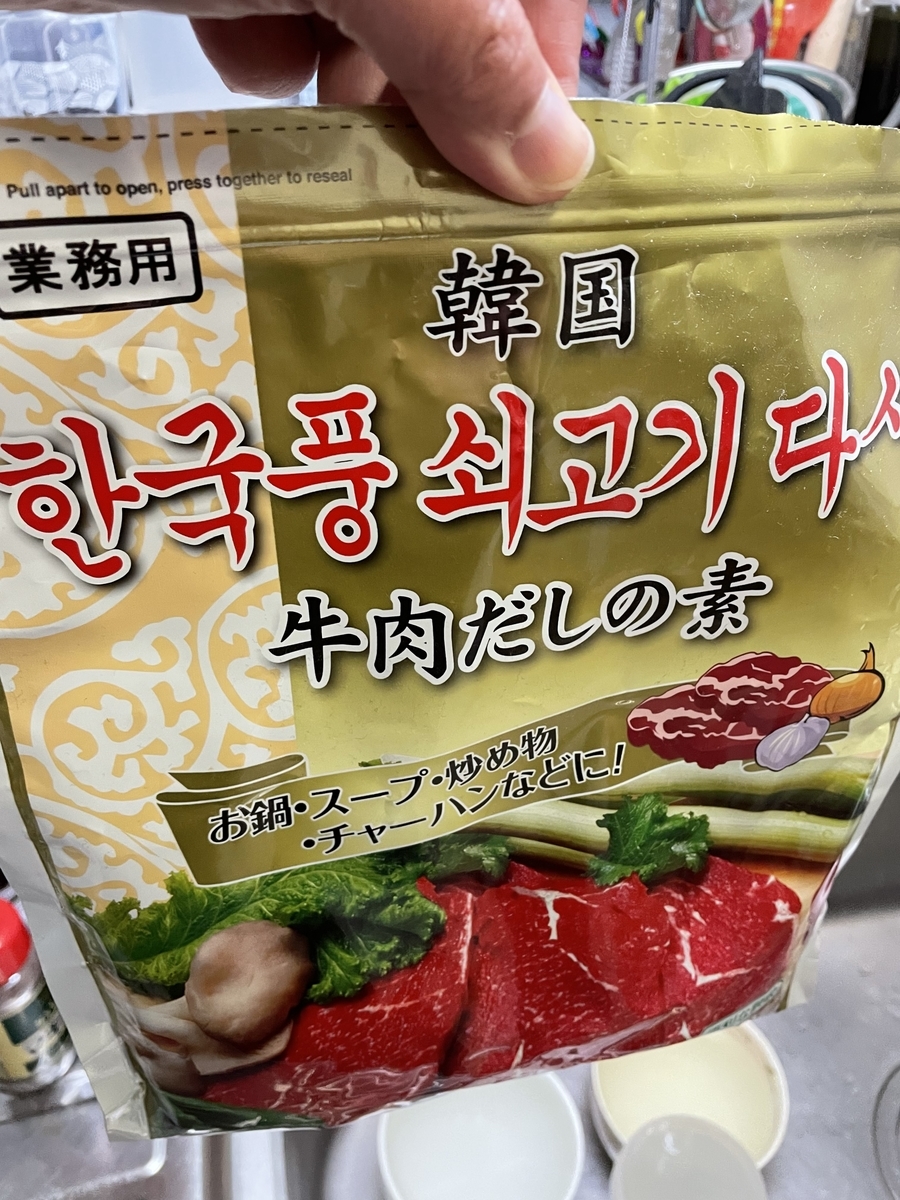 Pull apart to open, press together to reseal
業務用
韓国
한국풍 쇠고기 다시
牛肉だしの素
お鍋・スープ・炒め物
・チャーハンなどに!